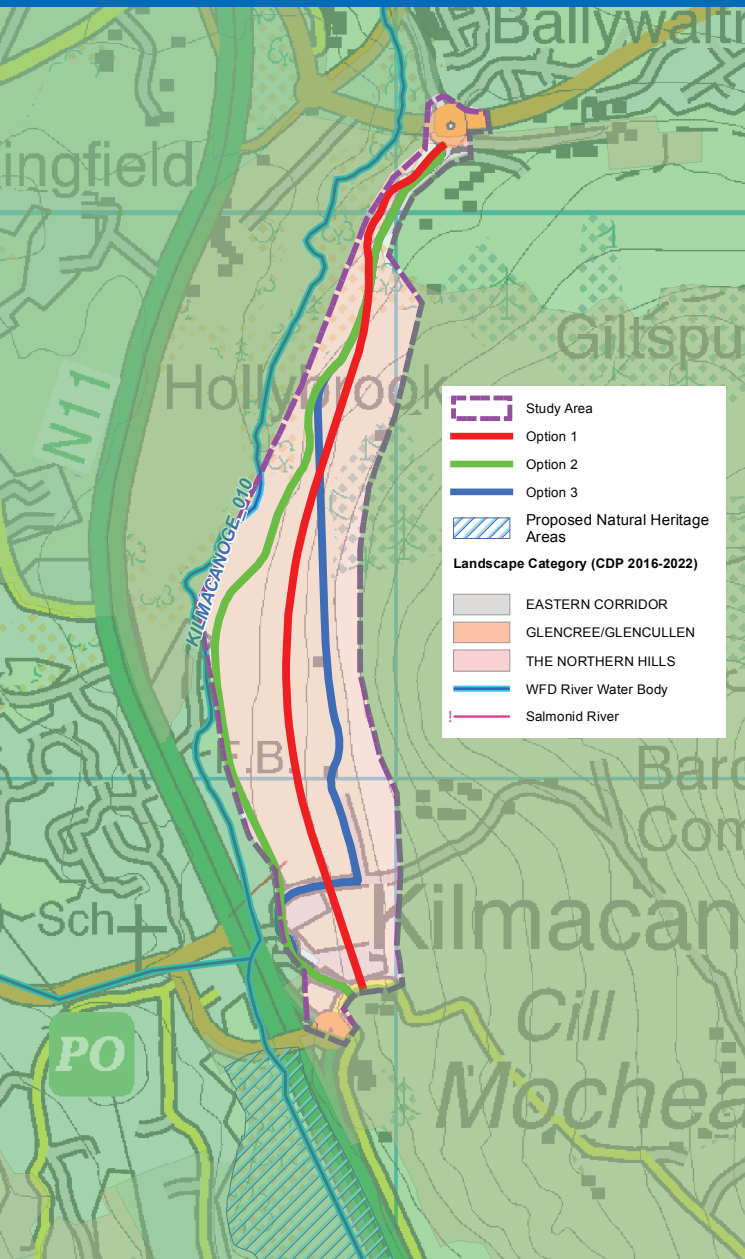 Ballywaltr
ingfield
Giltspu
Hollybrook
N11
Study Area
Option 1
Option 2
Option 3
Proposed Natural Heritage
Areas
Landscape Category (CDP 2016-2022)
EASTERN CORRIDOR
GLENCREE/GLENCULLEN
THE NORTHERN HILLS
WFD River Water Body
Salmonid River
KILMACANOGE_010
F.B.
Baro
Com
Kilmacan
Sch
Cill
Mochea
PO